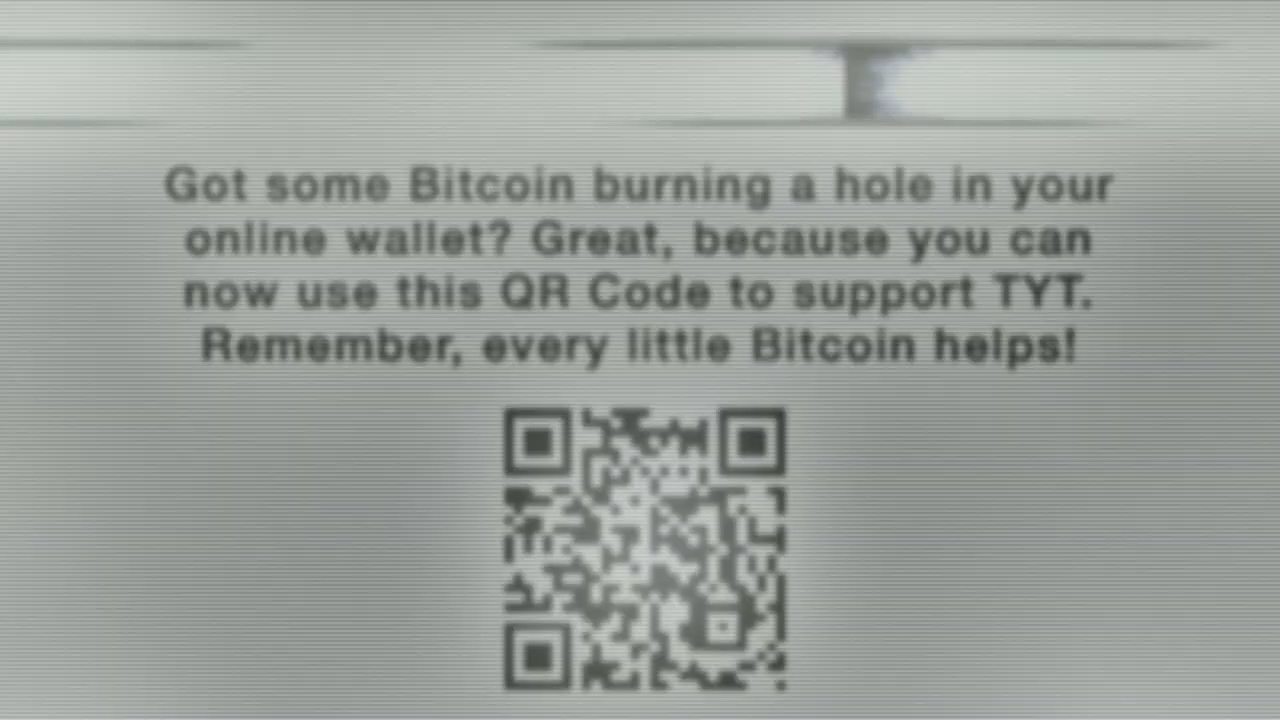 Got some Bitcoin burning a hole in your
online wallet? Great, because you can
now use this QR Code to support TYT.
Remember, every little Bitcoin helps!